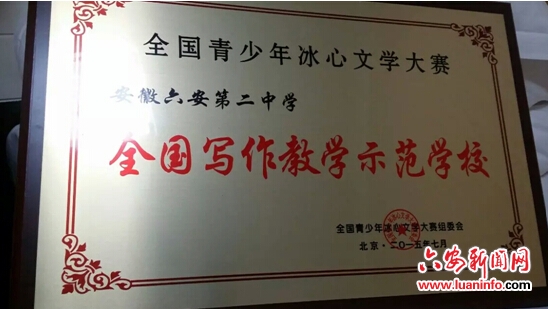 全国青少年冰心文学大赛
安徽六安第二中学
全国写作教学示范学校
全国青少年冰心文学大赛组委会
北京·二〇一五年七月
六安新闻网
www.luaninfo.com